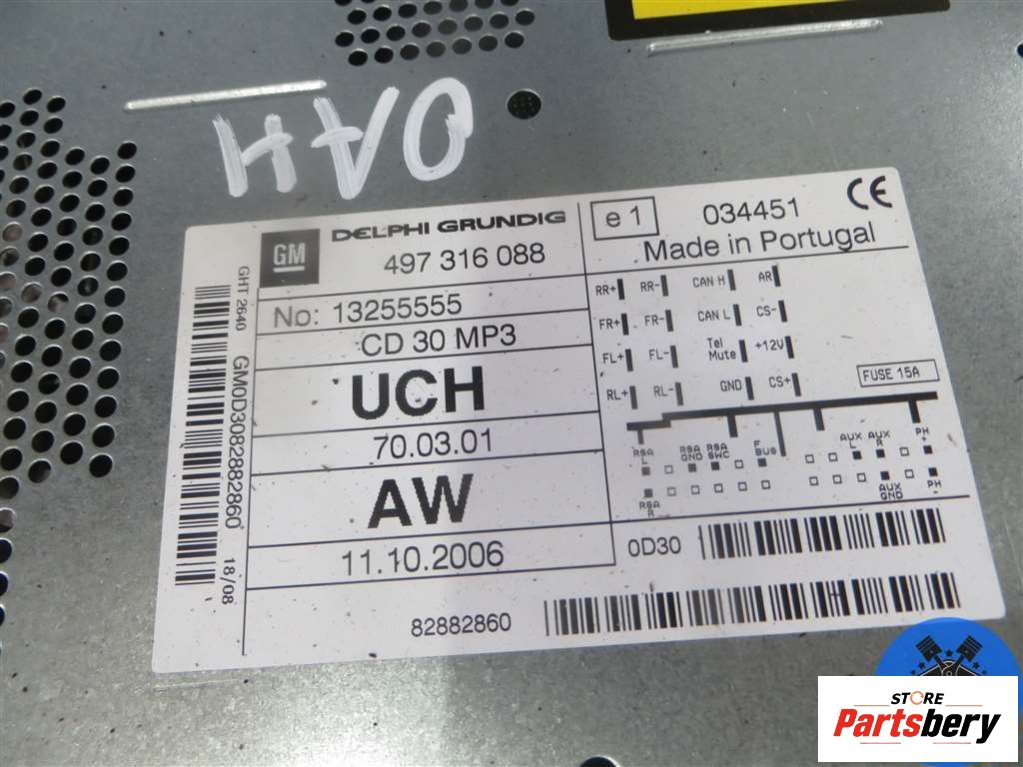 OAH
GM DELPHI GRUNDIG
497 316 088
e1 034451 CE
Made in Portugal
No: 13255555
CD 30 MP3
UCH
70.03.01
AW
11.10.2006
RR+ RR- CAN H AR
FR+ FR- CAN L CS-
FL+ FL- Tel Mute +12V
RL+ RL- GND CS+
FUSE 15A
RSA L RSA GND RSA SWC F BUS AUX L AUX R PH +
RSA R AUX GND PH -
0D30
82882860
GHT 2640
GM0D3082882860 18/08
STORE
Partsbery